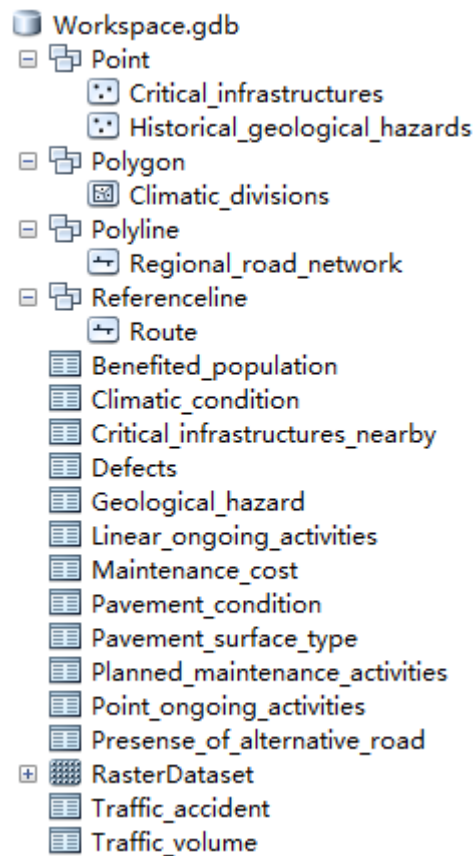 Workspace.gdb
Point
Critical_infrastructures
Historical_geological_hazards
Polygon
Climatic_divisions
Polyline
Regional_road_network
Referenceline
Route
Benefited_population
Climatic_condition
Critical_infrastructures_nearby
Defects
Geological_hazard
Linear_ongoing_activities
Maintenance_cost
Pavement_condition
Pavement_surface_type
Planned_maintenance_activities
Point_ongoing_activities
Presense_of_alternative_road
RasterDataset
Traffic_accident
Traffic_volume